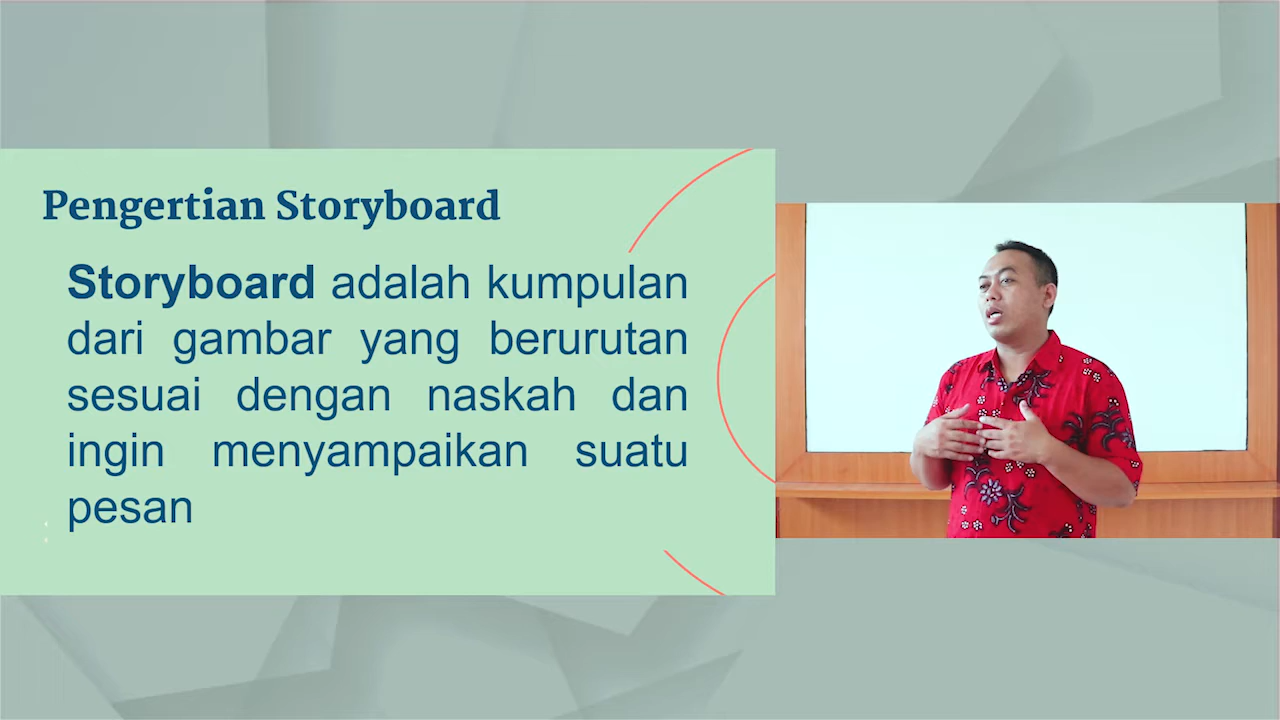 Pengertian Storyboard
Storyboard adalah kumpulan
dari gambar yang berurutan
sesuai dengan naskah dan
ingin menyampaikan suatu
pesan